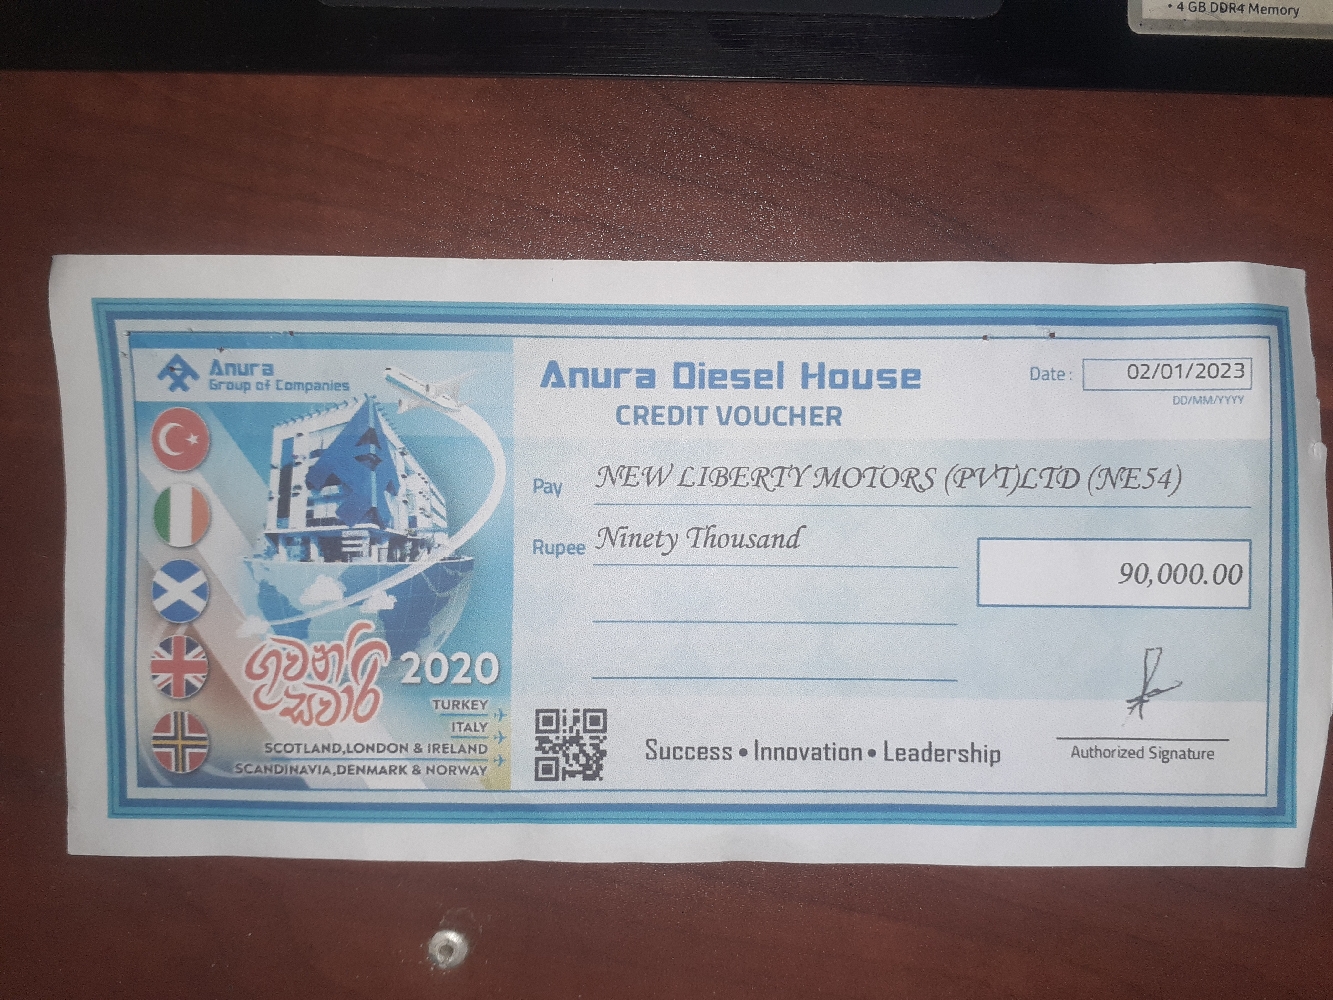 • 4 GB DDR4 Memory
Anura
Group of Companies
Anura Diesel House
CREDIT VOUCHER
Date :
02/01/2023
DD/MM/YYYY
Pay
NEW LIBERTY MOTORS (PVT)LTD (NE54)
Rupee
Ninety Thousand
90,000.00
ගුවන්
සවාරි
2020
TURKEY
ITALY
SCOTLAND,LONDON & IRELAND
SCANDINAVIA,DENMARK & NORWAY
Success • Innovation • Leadership
Authorized Signature